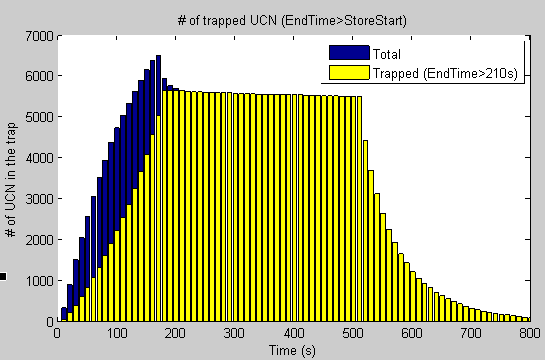 # of trapped UCN (EndTime>StoreStart)
Total
Trapped (EndTime>210s)
# of UCN in the trap
7000
6000
5000
4000
3000
2000
1000
0
0 100 200 300 400 500 600 700 800
Time (s)